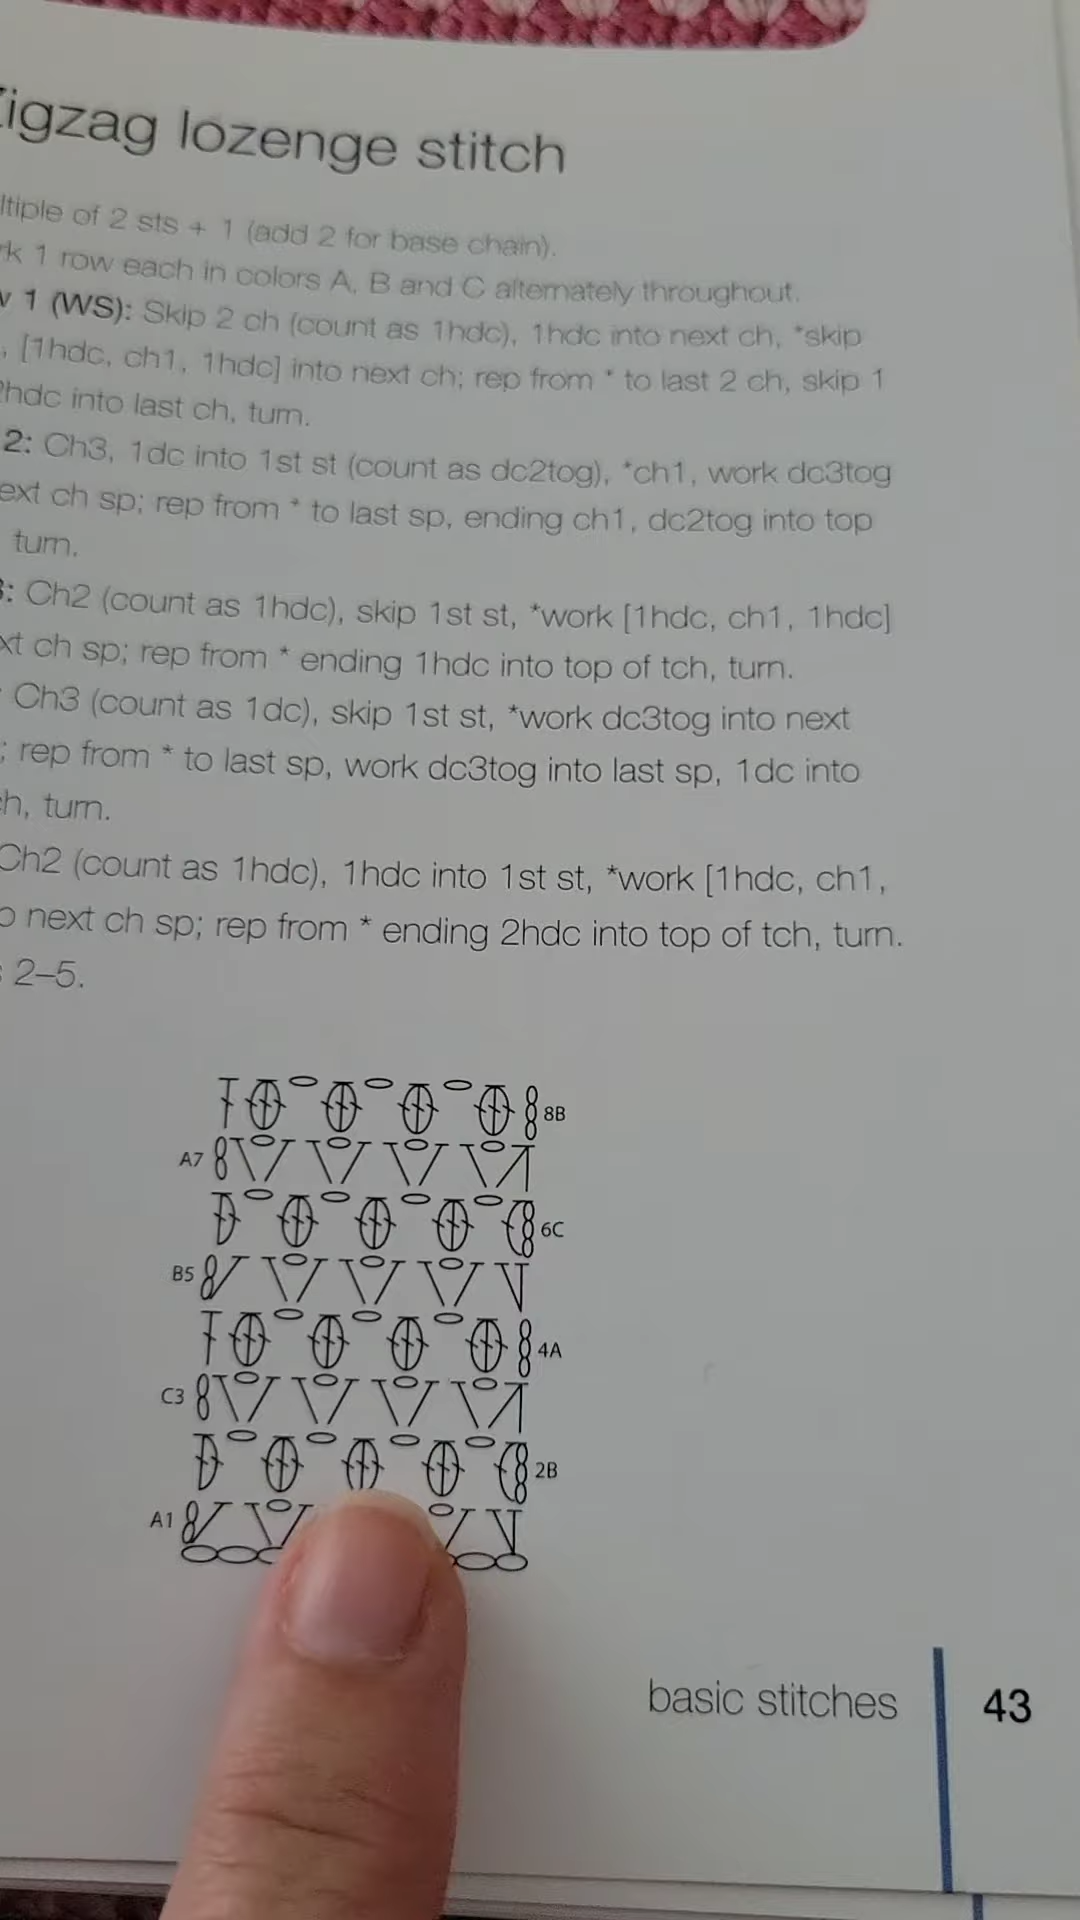 igzag lozenge stitch
ltiple of 2 sts + 1 (add 2 for base chain).
rk 1 row each in colors A, B and C alternately throughout.
1 (WS): Skip 2 ch (count as 1hdc), 1hdc into next ch, *skip
, [1hdc, ch1, 1hdc] into next ch; rep from * to last 2 ch, skip 1
2hdc into last ch, turn.
2: Ch3, 1dc into 1st st (count as dc2tog), *ch1, work dc3tog
ext ch sp; rep from * to last sp, ending ch1, dc2tog into top
turn.
3: Ch2 (count as 1hdc), skip 1st st, *work [1hdc, ch1, 1hdc]
xt ch sp; rep from * ending 1hdc into top of tch, turn.
Ch3 (count as 1dc), skip 1st st, *work dc3tog into next
; rep from * to last sp, work dc3tog into last sp, 1dc into
ch, turn.
Ch2 (count as 1hdc), 1hdc into 1st st, *work [1hdc, ch1,
o next ch sp; rep from * ending 2hdc into top of tch, turn.
2–5.
8B
A7
6C
B5
4A
C3
2B
A1
basic stitches 43